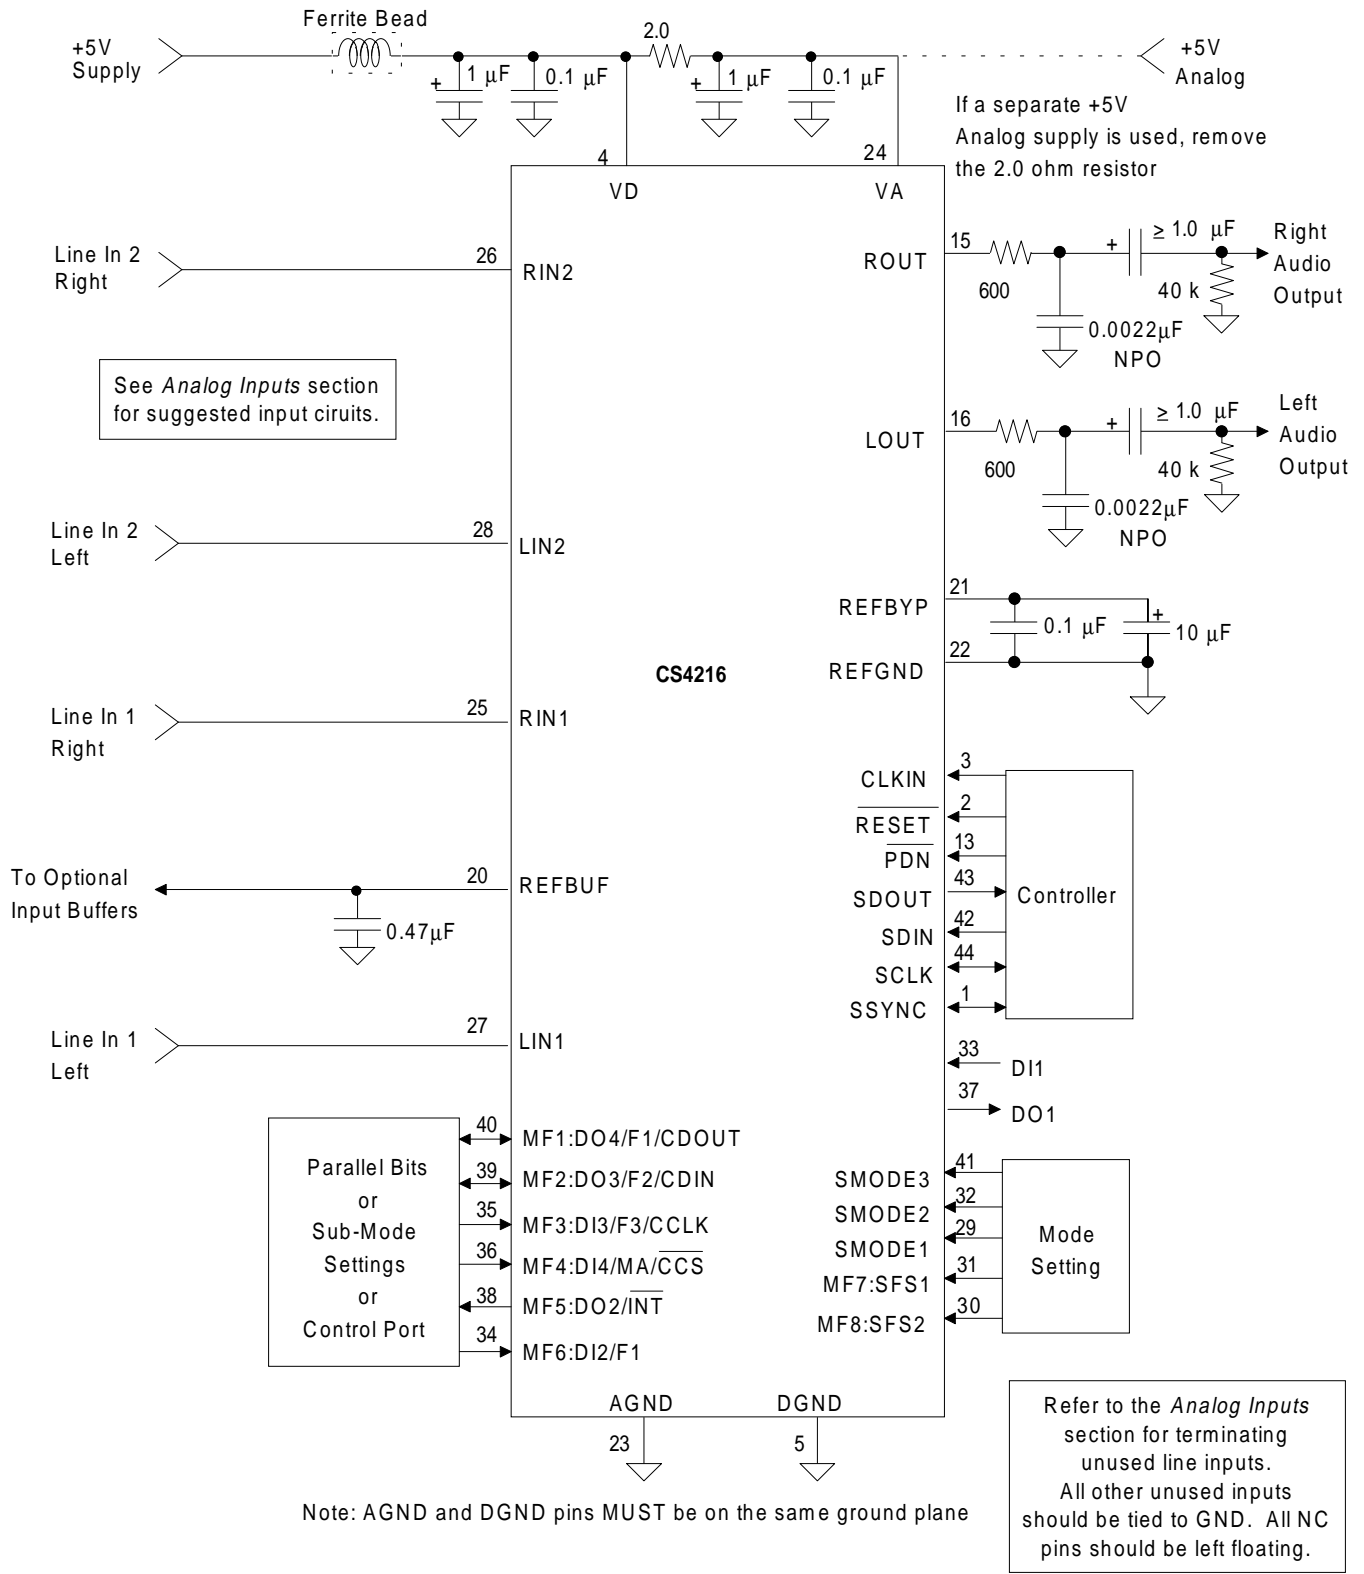 Ferrite Bead
+5V
Supply
+
1 µF
0.1 µF
2.0
+
1 µF
0.1 µF
+5V
Analog
If a separate +5V
Analog supply is used, remove
the 2.0 ohm resistor
4
VD
24
VA
Line In 2
Right
26
RIN2
See Analog Inputs section
for suggested input ciruits.
Line In 2
Left
28
LIN2
Line In 1
Right
25
RIN1
To Optional
Input Buffers
20
REFBUF
0.47µF
Line In 1
Left
27
LIN1
CS4216
15
ROUT
600
+
≥ 1.0 µF
40 k
0.0022µF
NPO
Right
Audio
Output
16
LOUT
600
+
≥ 1.0 µF
40 k
0.0022µF
NPO
Left
Audio
Output
21
REFBYP
0.1 µF
+
10 µF
22
REFGND
CLKIN
3
RESET
2
PDN
13
SDOUT
43
SDIN
42
SCLK
44
SSYNC
1
Controller
33
DI1
37
DO1
SMODE3
41
SMODE2
32
SMODE1
29
MF7:SFS1
31
MF8:SFS2
30
Mode
Setting
Parallel Bits
or
Sub-Mode
Settings
or
Control Port
40
MF1:DO4/F1/CDOUT
39
MF2:DO3/F2/CDIN
35
MF3:DI3/F3/CCLK
36
MF4:DI4/MA/CCS
38
MF5:DO2/INT
34
MF6:DI2/F1
AGND
23
DGND
5
Note: AGND and DGND pins MUST be on the same ground plane
Refer to the Analog Inputs
section for terminating
unused line inputs.
All other unused inputs
should be tied to GND. All NC
pins should be left floating.